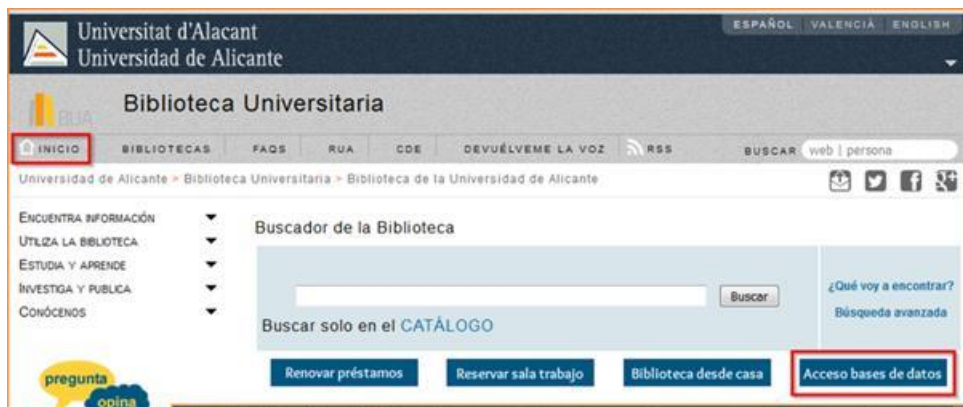 Universitat d'Alacant
Universidad de Alicante
ESPAÑOL VALENCIÀ ENGLISH
BUA
Biblioteca Universitaria
INICIO BIBLIOTECAS FAQS RUA CDE DEVUÉLVEME LA VOZ RSS BUSCAR web | persona
Universidad de Alicante > Biblioteca Universitaria > Biblioteca de la Universidad de Alicante
ENCUENTRA INFORMACIÓN
UTILIZA LA BIBLIOTECA
ESTUDIA Y APRENDE
INVESTIGA Y PUBLICA
CONÓCENOS
Buscador de la Biblioteca
Buscar
¿Qué voy a encontrar?
Búsqueda avanzada
Buscar solo en el CATÁLOGO
Renovar préstamos Reservar sala trabajo Biblioteca desde casa Acceso bases de datos
pregunta
opina